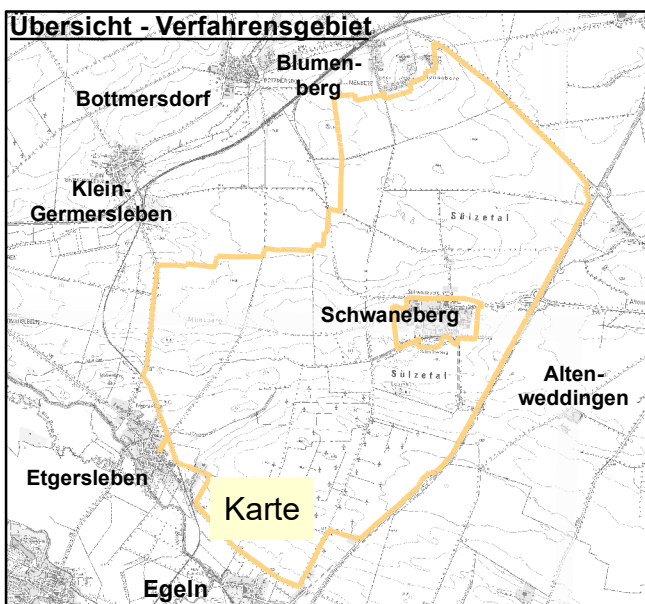 Übersicht - Verfahrensgebiet
Blumen-
berg
Bottmersdorf
Klein-
Germersleben
Sülzetal
Schwaneberg
Sülzetal
Alten-
weddingen
Etgersleben
Karte
Egeln